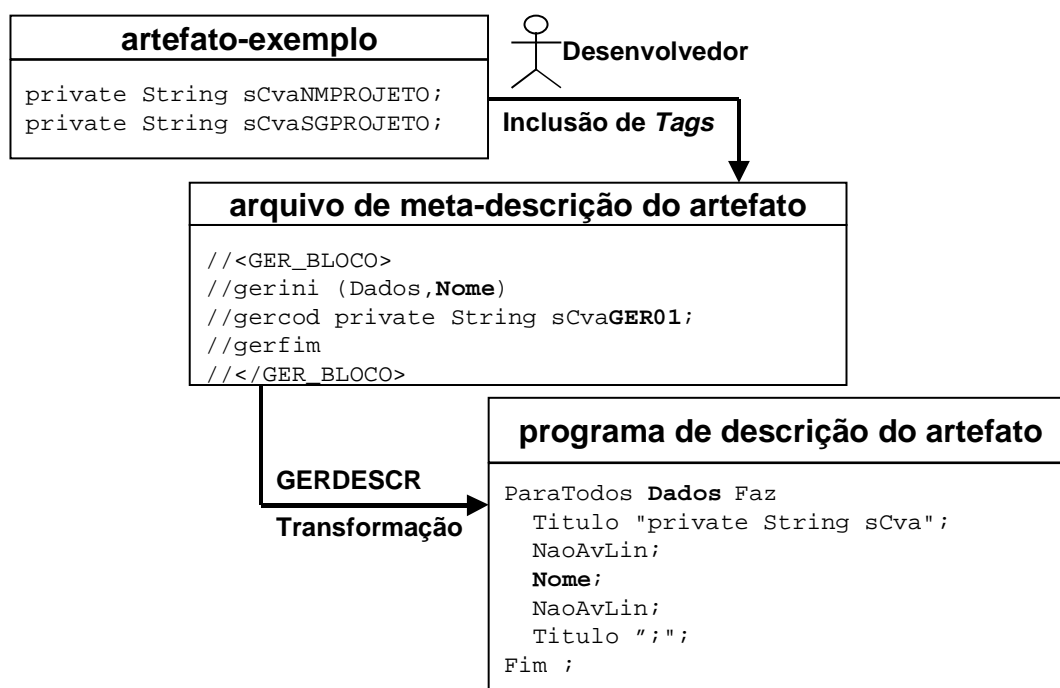 artefato-exemplo
private String sCvaNMPROJETO;
private String sCvaSGPROJETO;
Desenvolvedor
Inclusão de Tags
arquivo de meta-descrição do artefato
//<GER_BLOCO>
//gerini (Dados,Nome)
//gercod private String sCvaGER01;
//gerfim
//</GER_BLOCO>
GERDESCR
Transformação
programa de descrição do artefato
ParaTodos Dados Faz
Titulo "private String sCva";
NaoAvLin;
Nome;
NaoAvLin;
Titulo ”;";
Fim ;